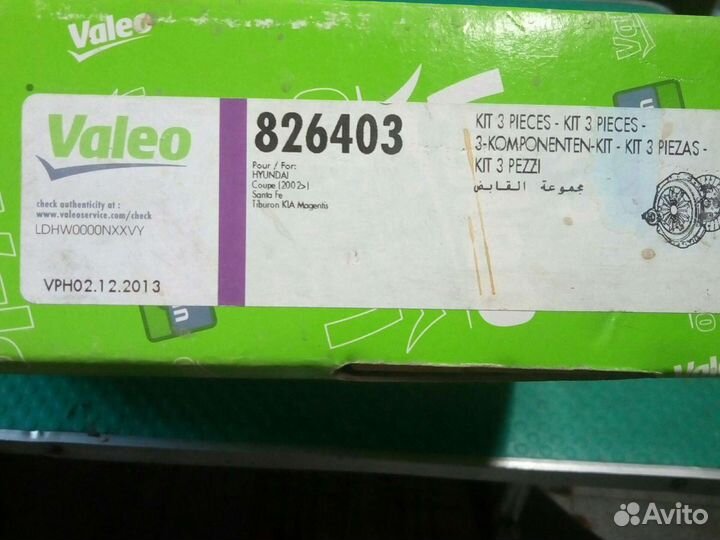 Valeo
Valeo
check authenticity at :
www.valeoservice.com/check
LDHW0000NXXVY
VPH02.12.2013
826403
Pour / For:
HYUNDAI
Coupe (2002>)
Santa Fe
Tiburon KIA Magentis
KIT 3 PIECES - KIT 3 PIECES -
3-KOMPONENTEN-KIT - KIT 3 PIEZAS -
KIT 3 PEZZI
مجموعة القابض
Avito